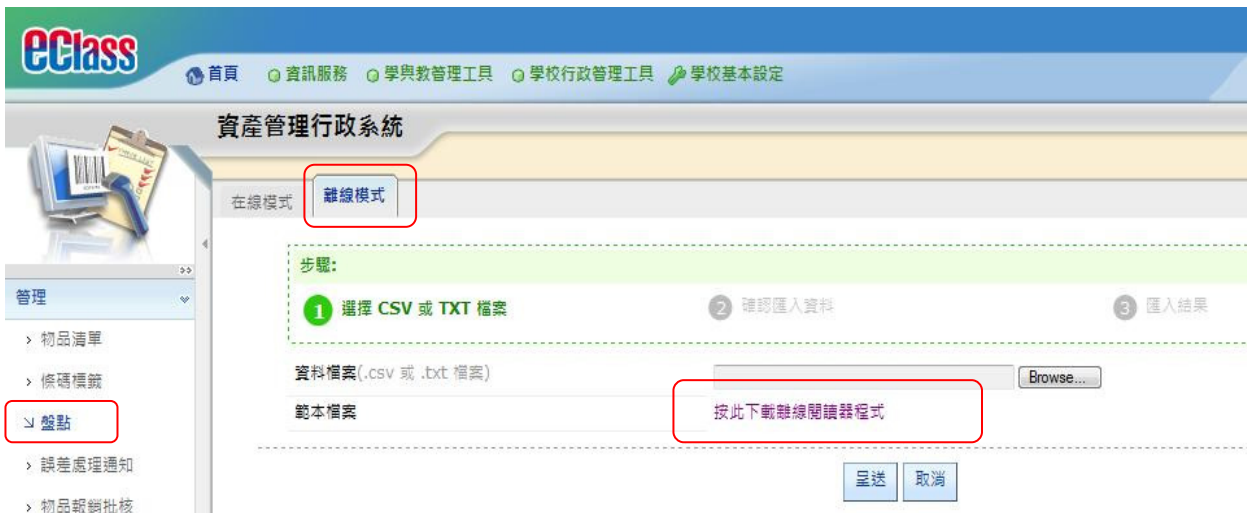 eClass
首頁 資訊服務 學與教管理工具 學校行政管理工具 學校基本設定
資產管理行政系統
在線模式 離線模式
步驟:
1 選擇 CSV 或 TXT 檔案 2 確認匯入資料 3 匯入結果
資料檔案(.csv 或 .txt 檔案) Browse...
範本檔案 按此下載離線閱讀器程式
呈送 取消
管理
物品清單
條碼標籤
盤點
誤差處理通知
物品報銷批核